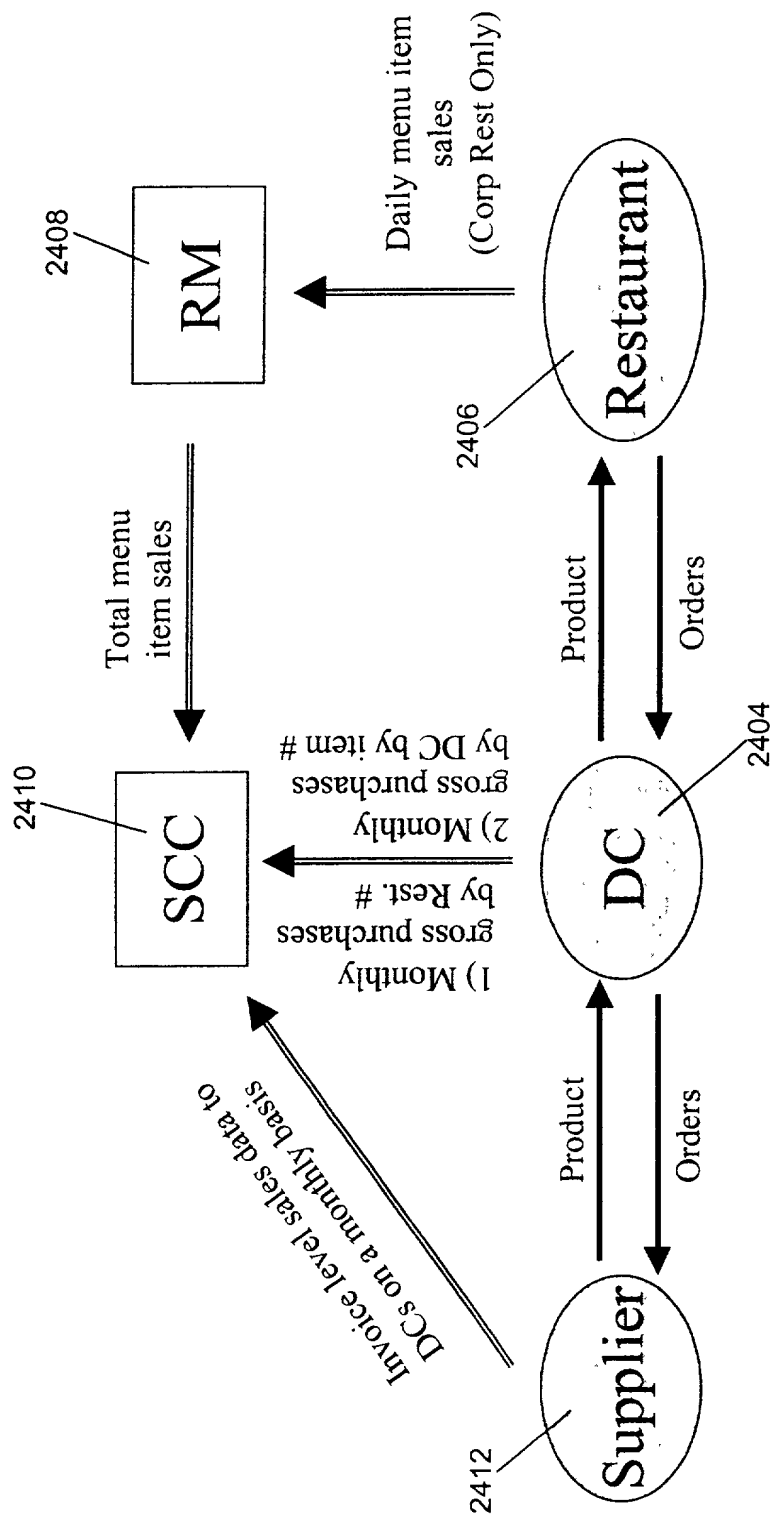 2410
2408
SCC
RM
Total menu
item sales
Daily menu item
sales
(Corp Rest Only)
Invoice level sales data to
DCs on a monthly basis
1) Monthly
gross purchases
by Rest. #
2) Monthly
gross purchases
by DC by item #
2412
Supplier
Product
Orders
DC
2404
Product
Orders
2406
Restaurant